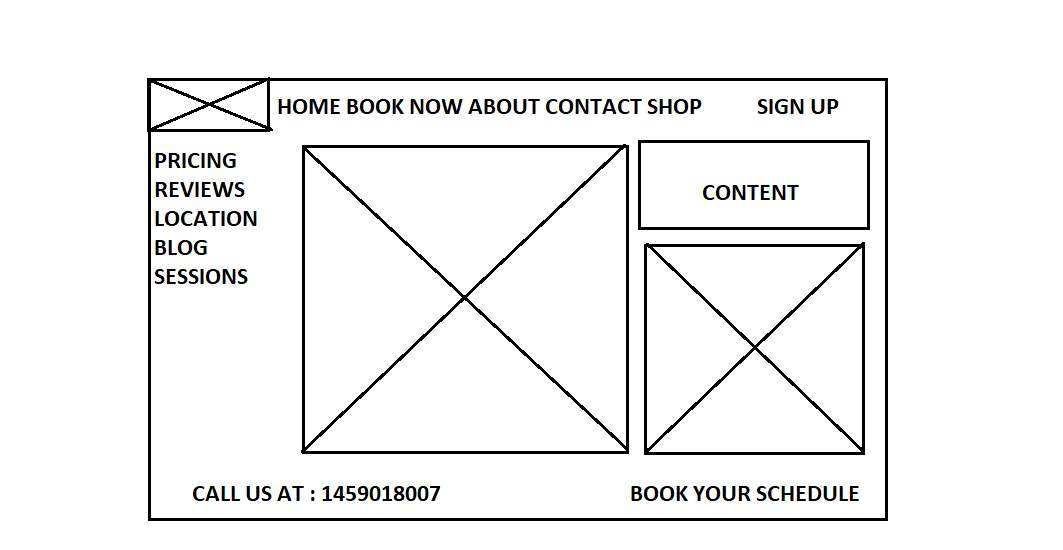 HOME BOOK NOW ABOUT CONTACT SHOP
SIGN UP
PRICING
REVIEWS
LOCATION
BLOG
SESSIONS
CONTENT
CALL US AT : 1459018007
BOOK YOUR SCHEDULE